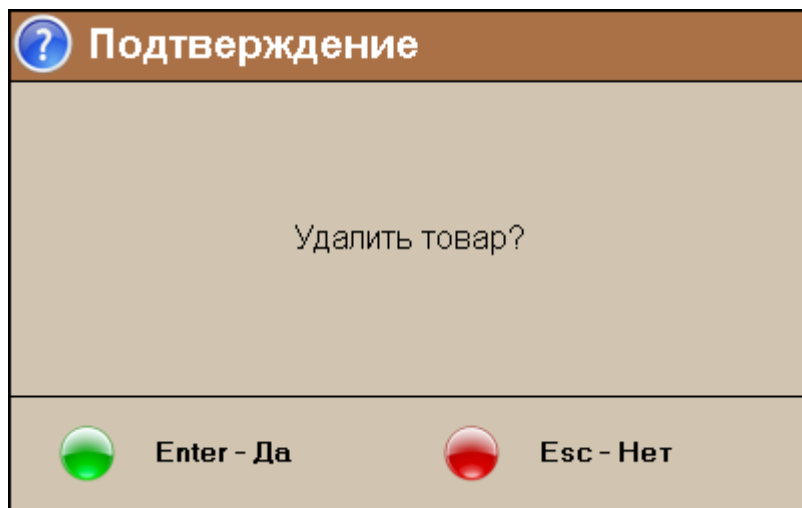 Подтверждение
Удалить товар?
Enter - Да
Esc - Нет